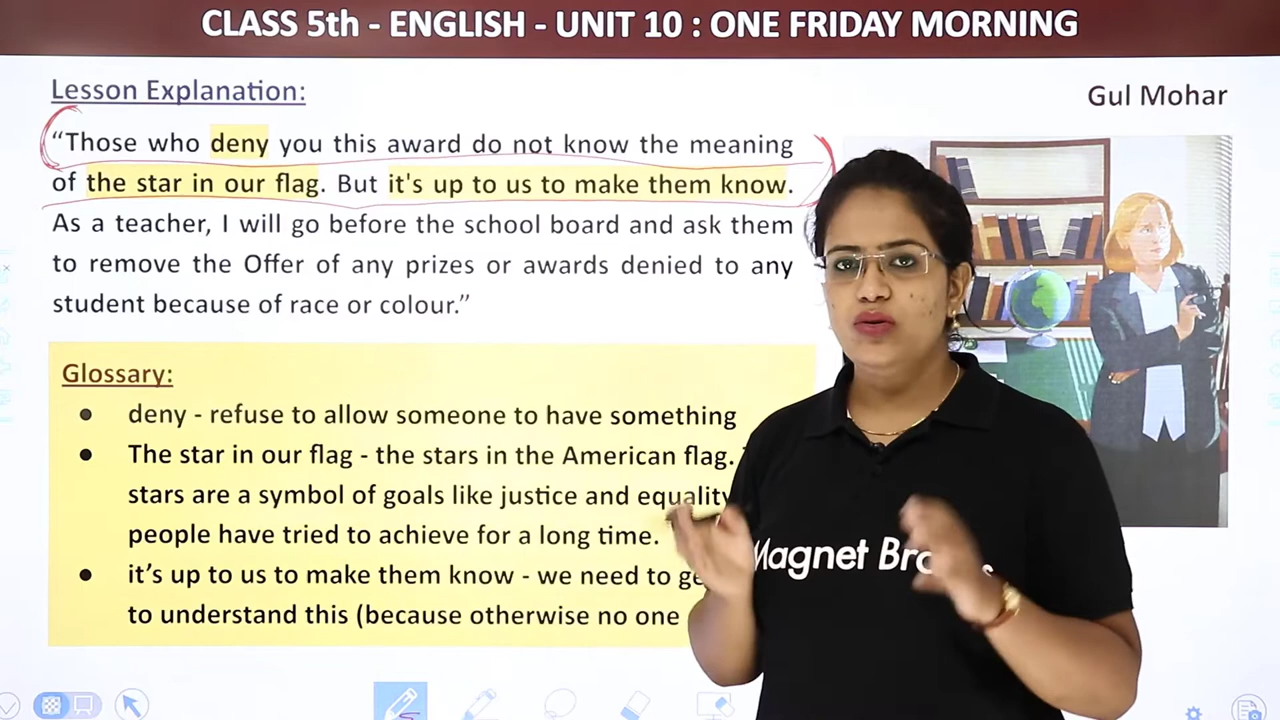 CLASS 5th - ENGLISH - UNIT 10 : ONE FRIDAY MORNING
Lesson Explanation:
Gul Mohar
“Those who deny you this award do not know the meaning
of the star in our flag. But it's up to us to make them know.
As a teacher, I will go before the school board and ask them
to remove the Offer of any prizes or awards denied to any
student because of race or colour.”
Glossary:
● deny - refuse to allow someone to have something
● The star in our flag - the stars in the American flag.
stars are a symbol of goals like justice and equality
people have tried to achieve for a long time.
● it’s up to us to make them know - we need to
to understand this (because otherwise no one
Magnet